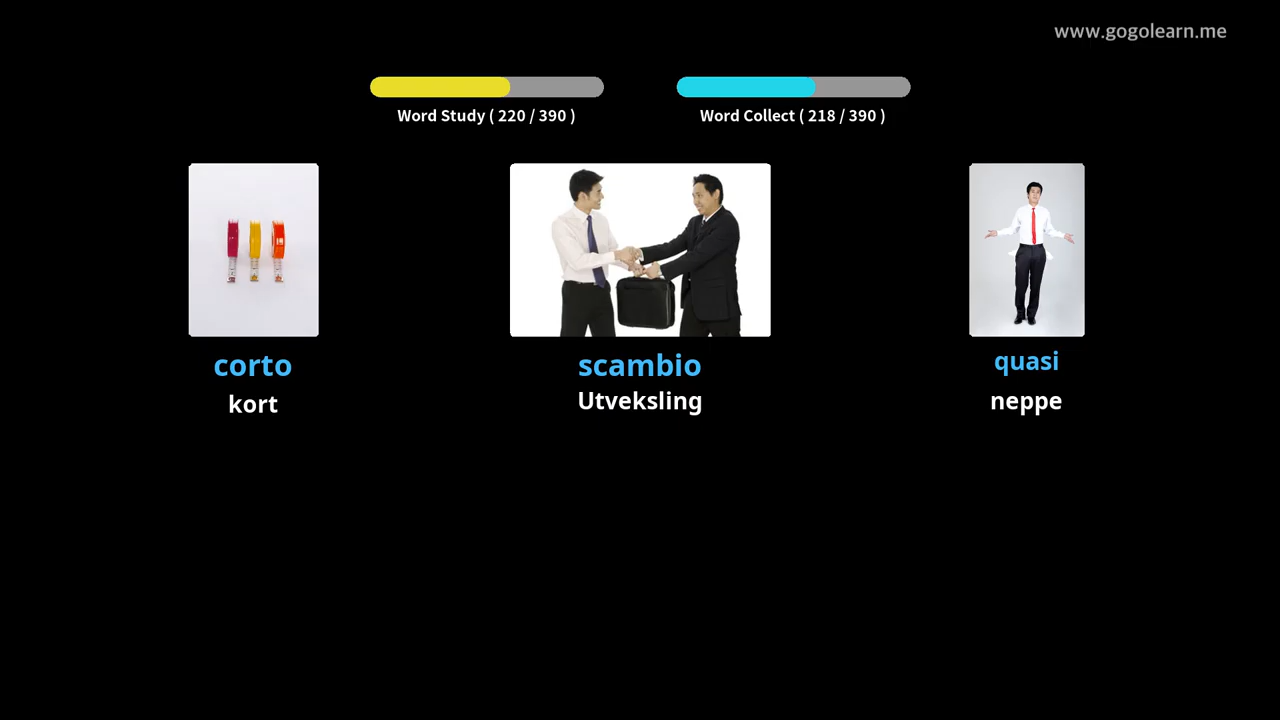 www.gogolearn.me
Word Study ( 220 / 390 )
Word Collect ( 218 / 390 )
corto
scambio
quasi
kort
Utveksling
neppe